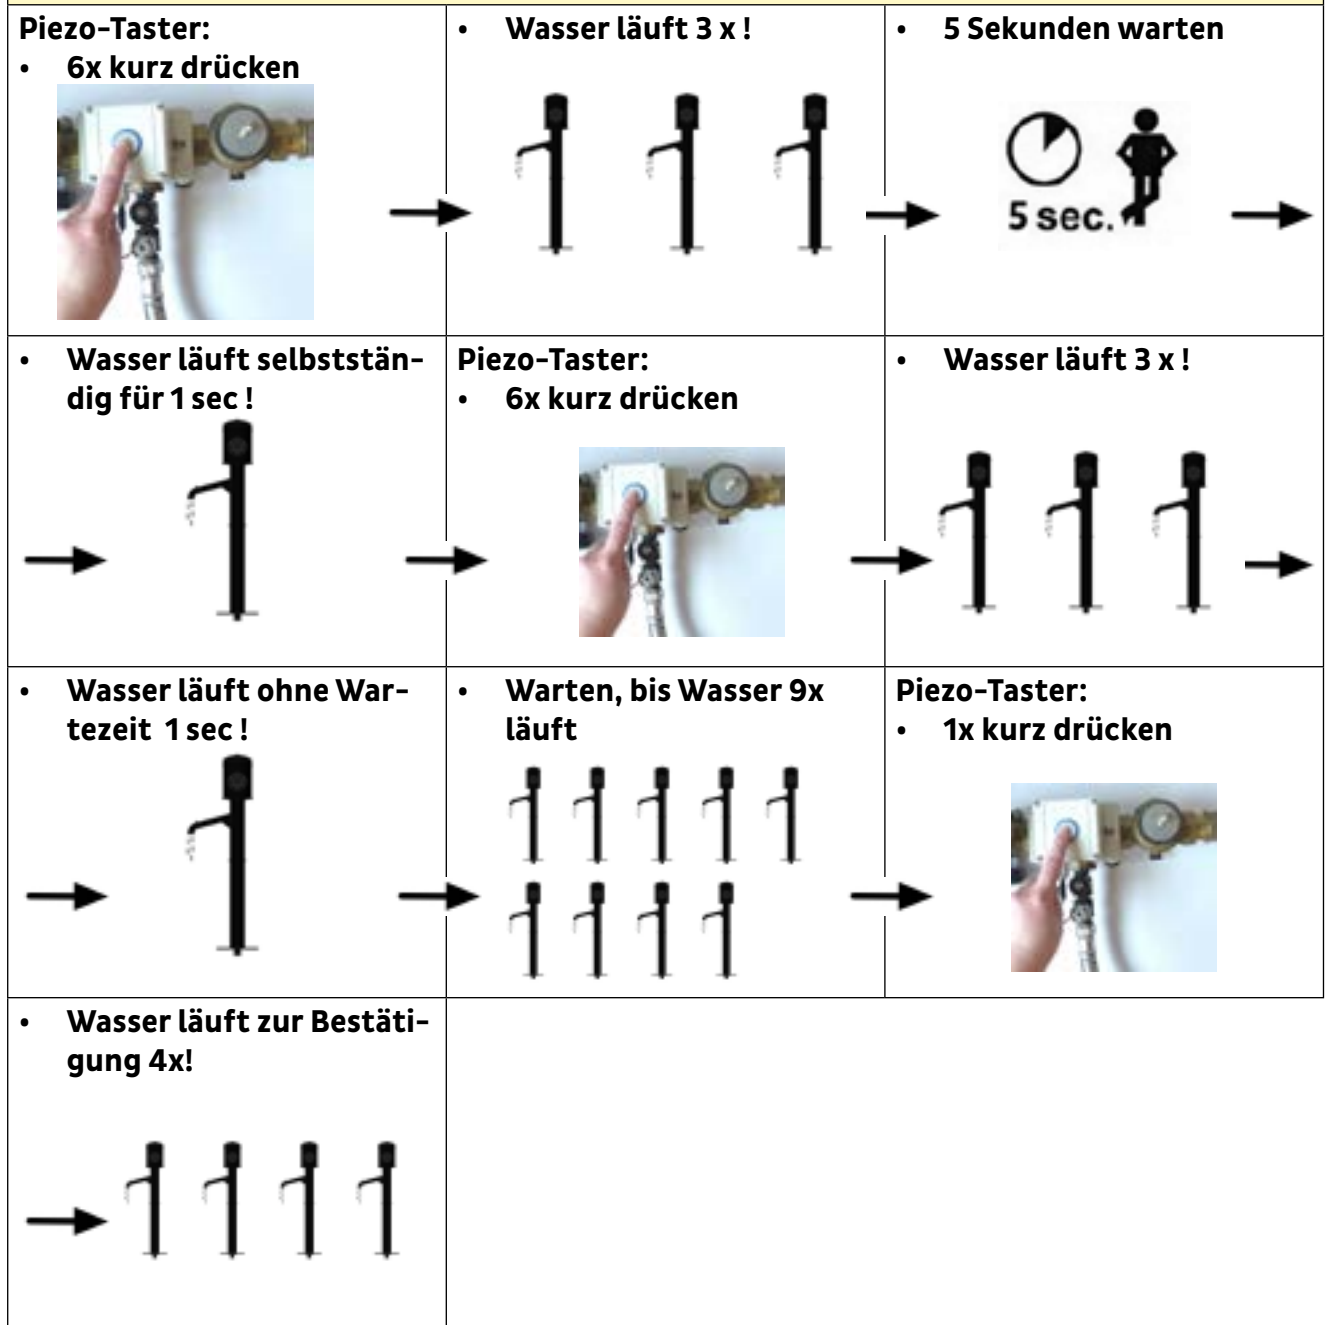 Piezo-Taster:
• 6x kurz drücken
• Wasser läuft 3 x !
• 5 Sekunden warten
5 sec.
• Wasser läuft selbststän-
dig für 1 sec !
Piezo-Taster:
• 6x kurz drücken
• Wasser läuft 3 x !
• Wasser läuft ohne War-
tezeit 1 sec !
• Warten, bis Wasser 9x
läuft
Piezo-Taster:
• 1x kurz drücken
• Wasser läuft zur Bestäti-
gung 4x!